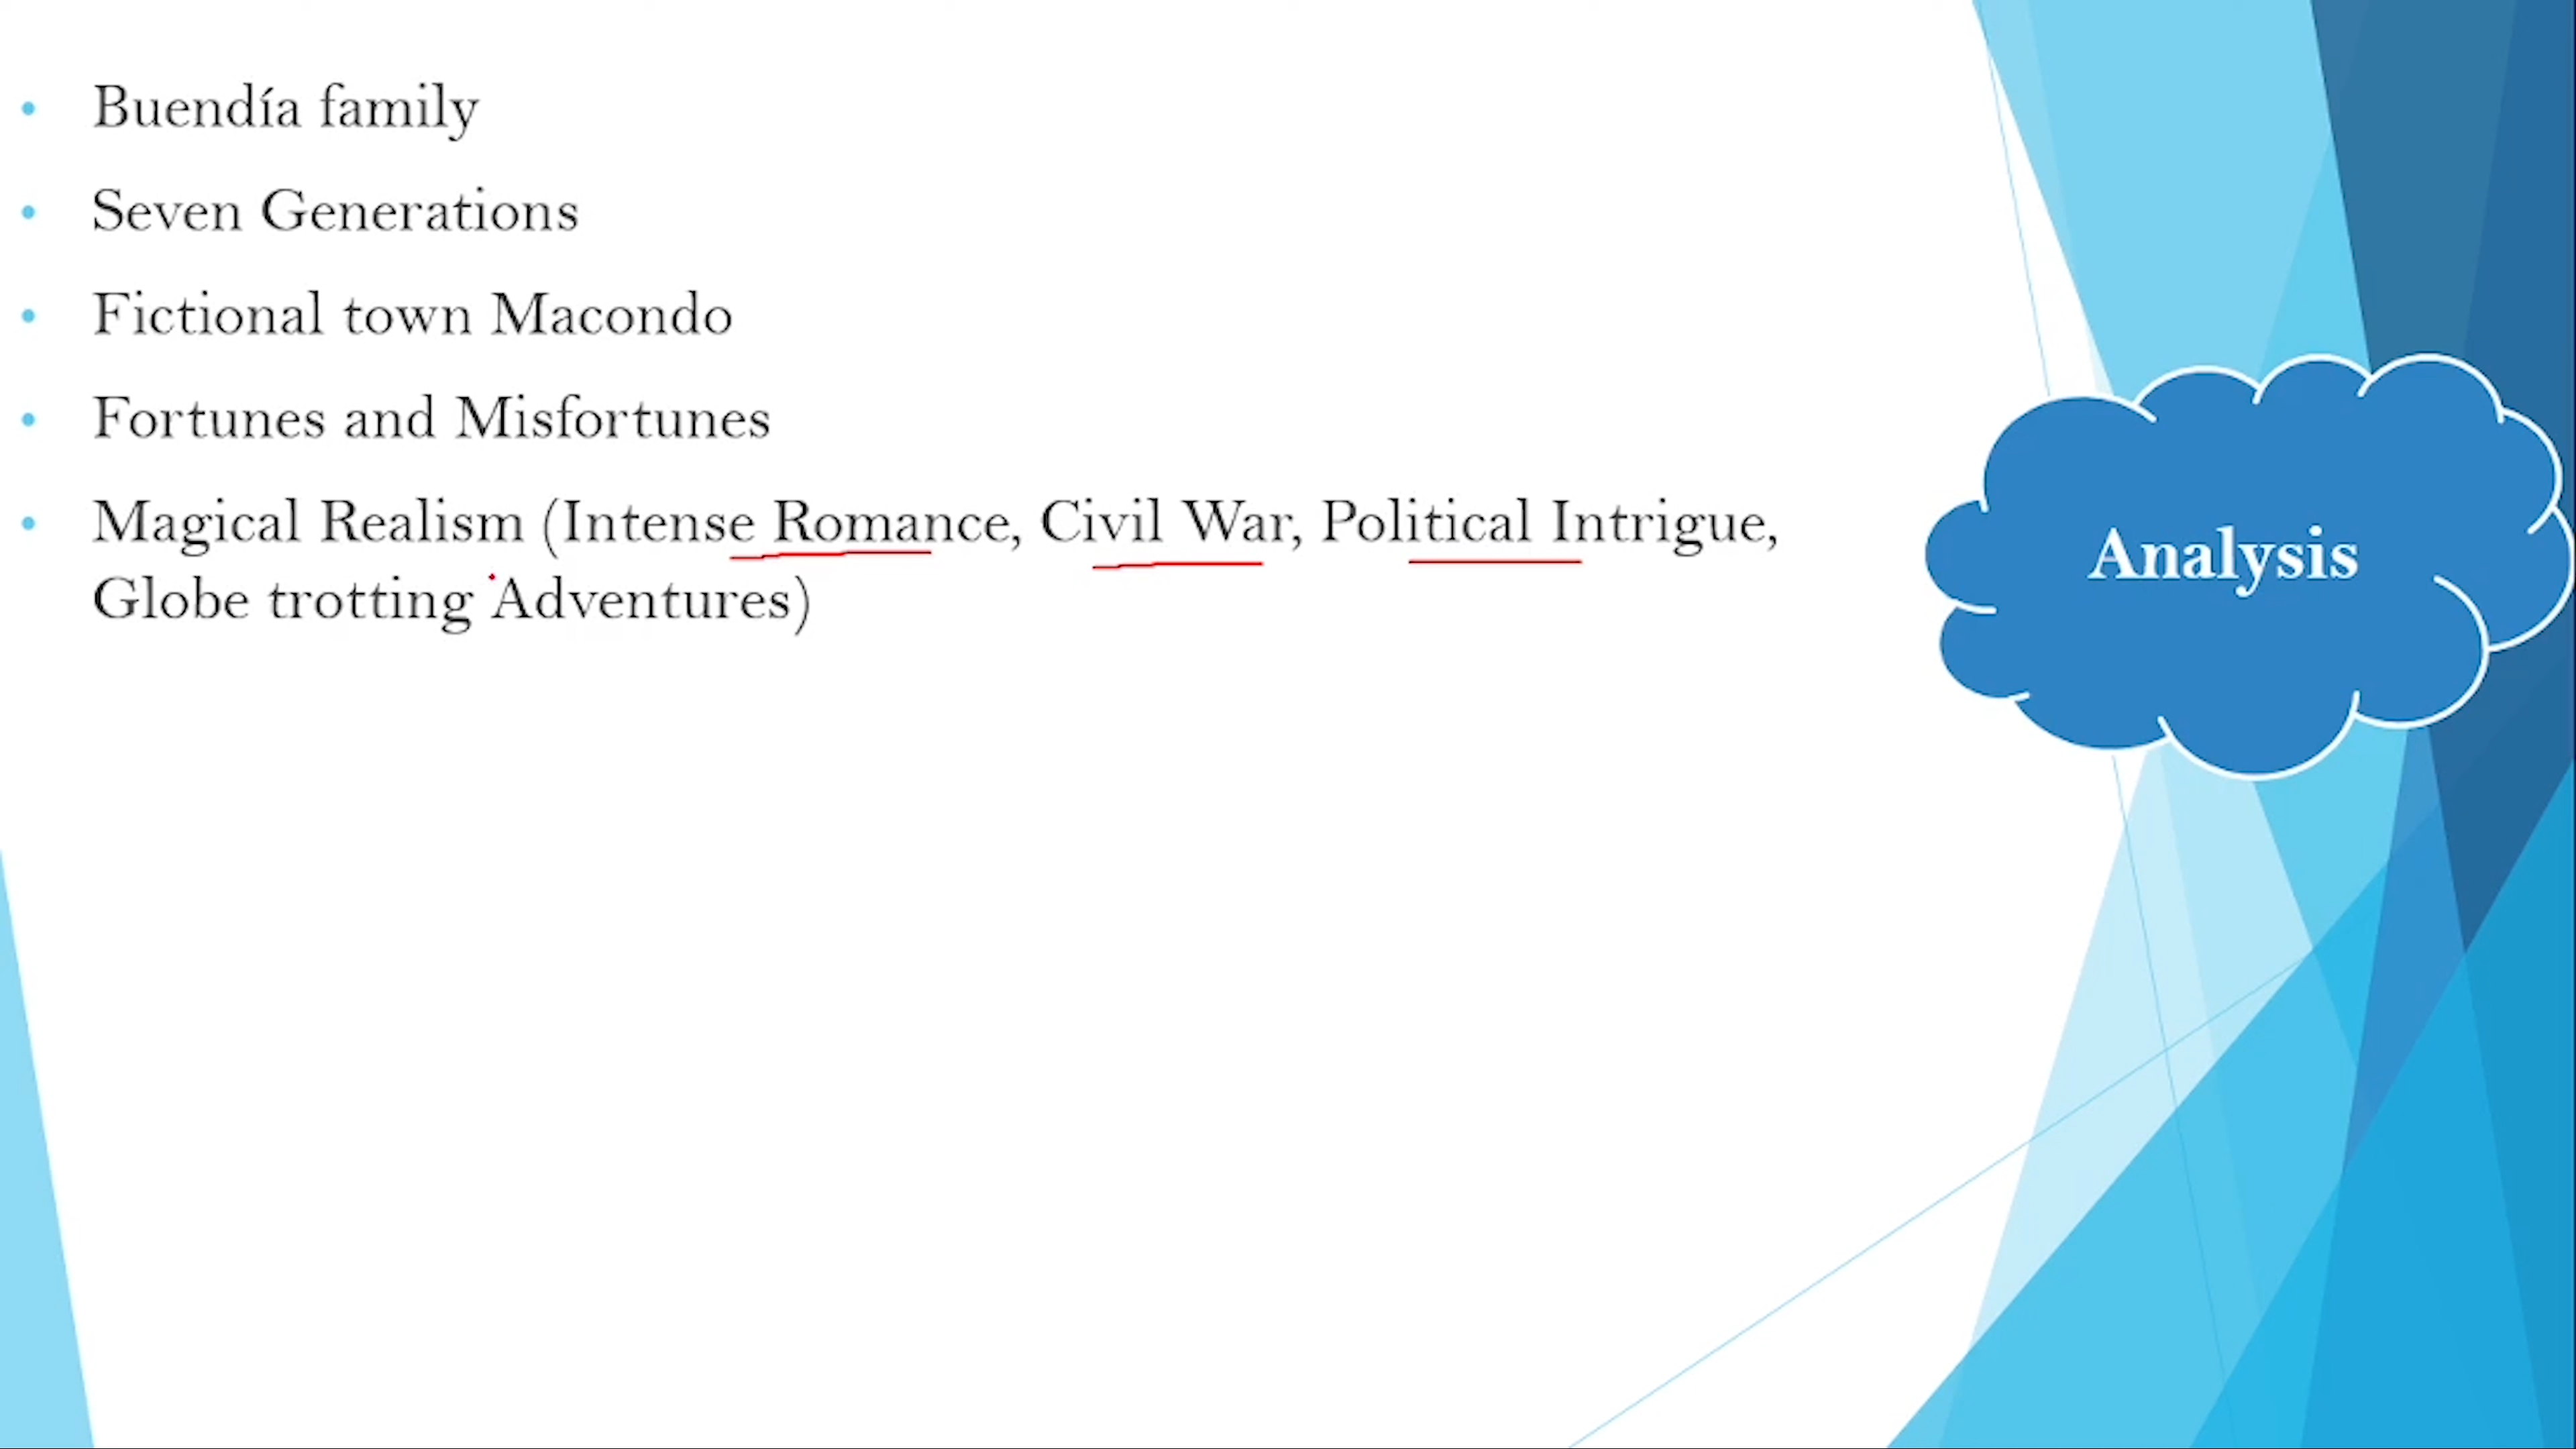 Buendía family
Seven Generations
Fictional town Macondo
Fortunes and Misfortunes
Magical Realism (Intense Romance, Civil War, Political Intrigue,
Globe trotting Adventures)
Analysis